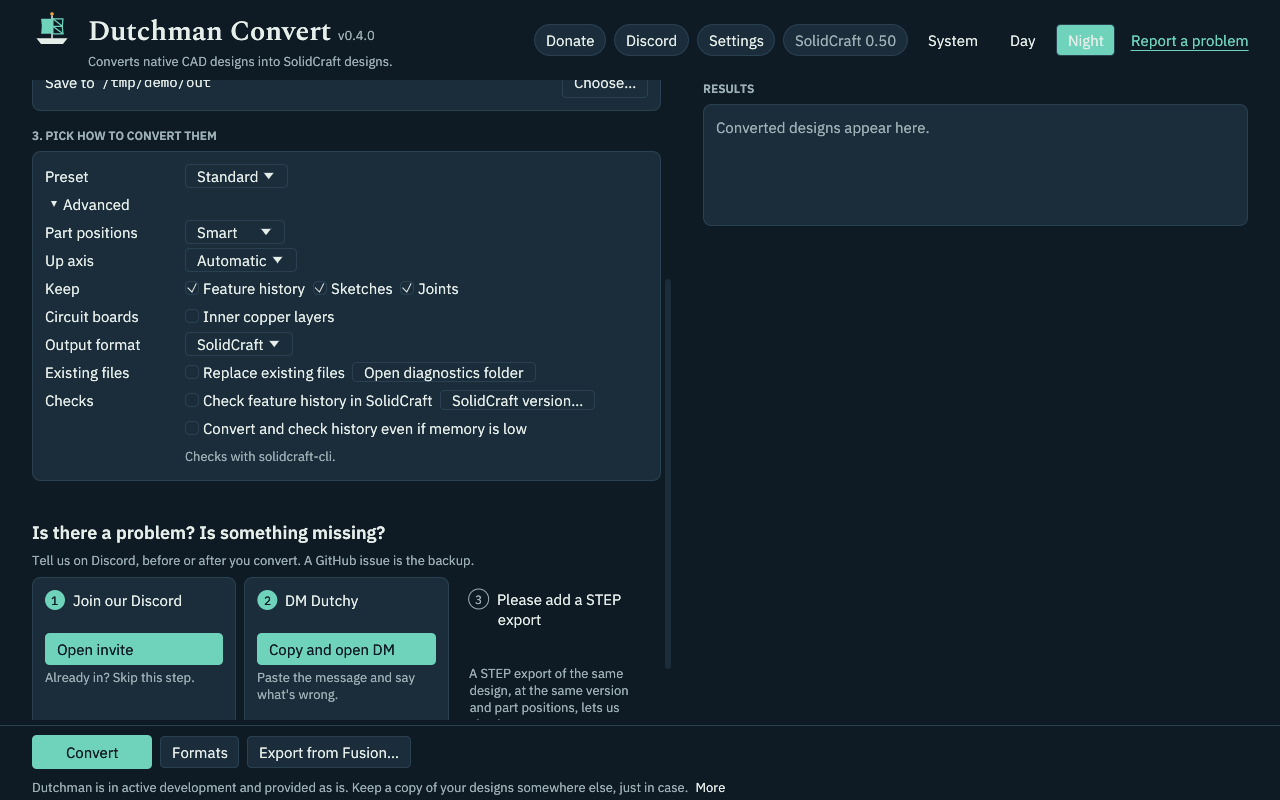 Dutchman Convert v0.4.0
Converts native CAD designs into SolidCraft designs.
Donate Discord Settings SolidCraft 0.50 System Day Night Report a problem
Save to /tmp/demo/out Choose...
3. PICK HOW TO CONVERT THEM
Preset Standard
Advanced
Part positions Smart
Up axis Automatic
Keep Feature history Sketches Joints
Circuit boards Inner copper layers
Output format SolidCraft
Existing files Replace existing files Open diagnostics folder
Checks Check feature history in SolidCraft SolidCraft version...
Convert and check history even if memory is low
Checks with solidcraft-cli.
Is there a problem? Is something missing?
Tell us on Discord, before or after you convert. A GitHub issue is the backup.
1 Join our Discord
Open invite
Already in? Skip this step.
2 DM Dutchy
Copy and open DM
Paste the message and say
what's wrong.
3 Please add a STEP
export
A STEP export of the same
design, at the same version
and part positions, lets us
RESULTS
Converted designs appear here.
Convert Formats Export from Fusion...
Dutchman is in active development and provided as is. Keep a copy of your designs somewhere else, just in case. More